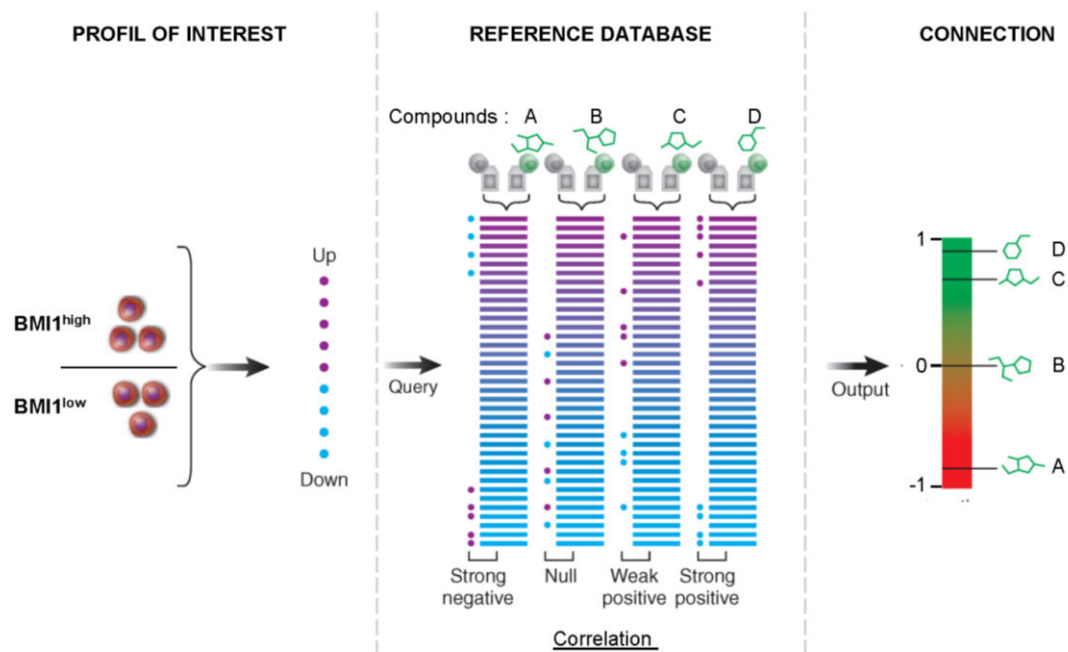 PROFIL OF INTEREST
REFERENCE DATABASE
CONNECTION
Compounds : A B C D
Up
BMI1high
BMI1low
Down
Query
Strong
negative
Null
Weak
positive
Strong
positive
Correlation
Output
1
D
C
0
B
A
-1